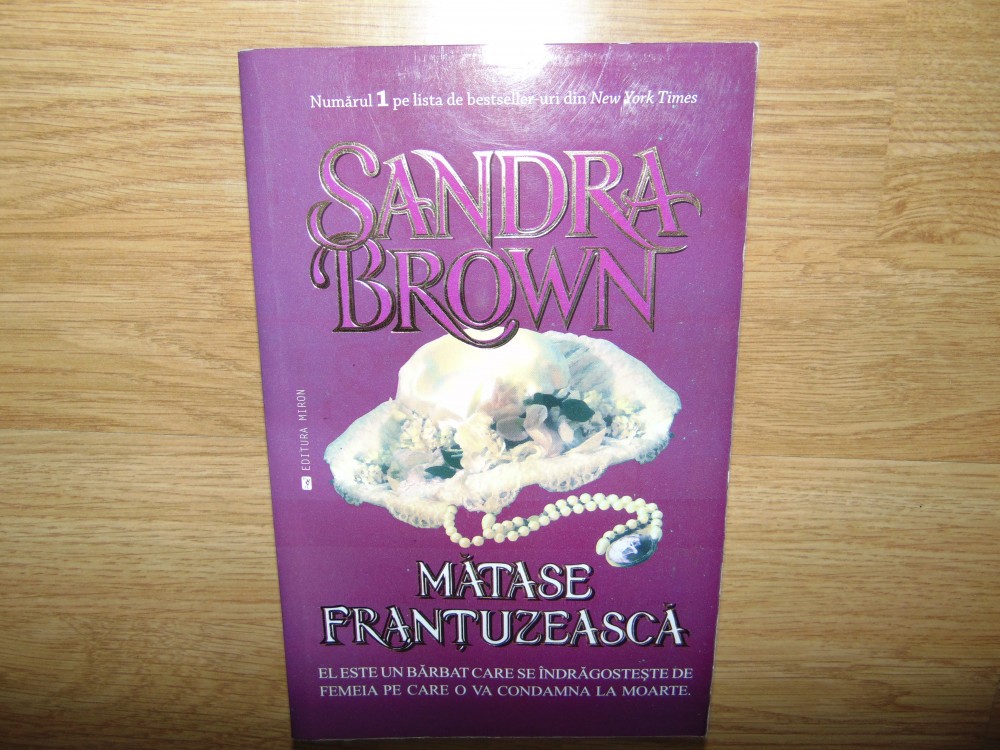 Numărul 1 pe lista de bestseller-uri din New York Times
SANDRA
BROWN
EDITURA MIRON
MĂTASE
FRANȚUZEASCĂ
EL ESTE UN BĂRBAT CARE SE ÎNDRĂGOSTEȘTE DE
FEMEIA PE CARE O VA CONDAMNA LA MOARTE.